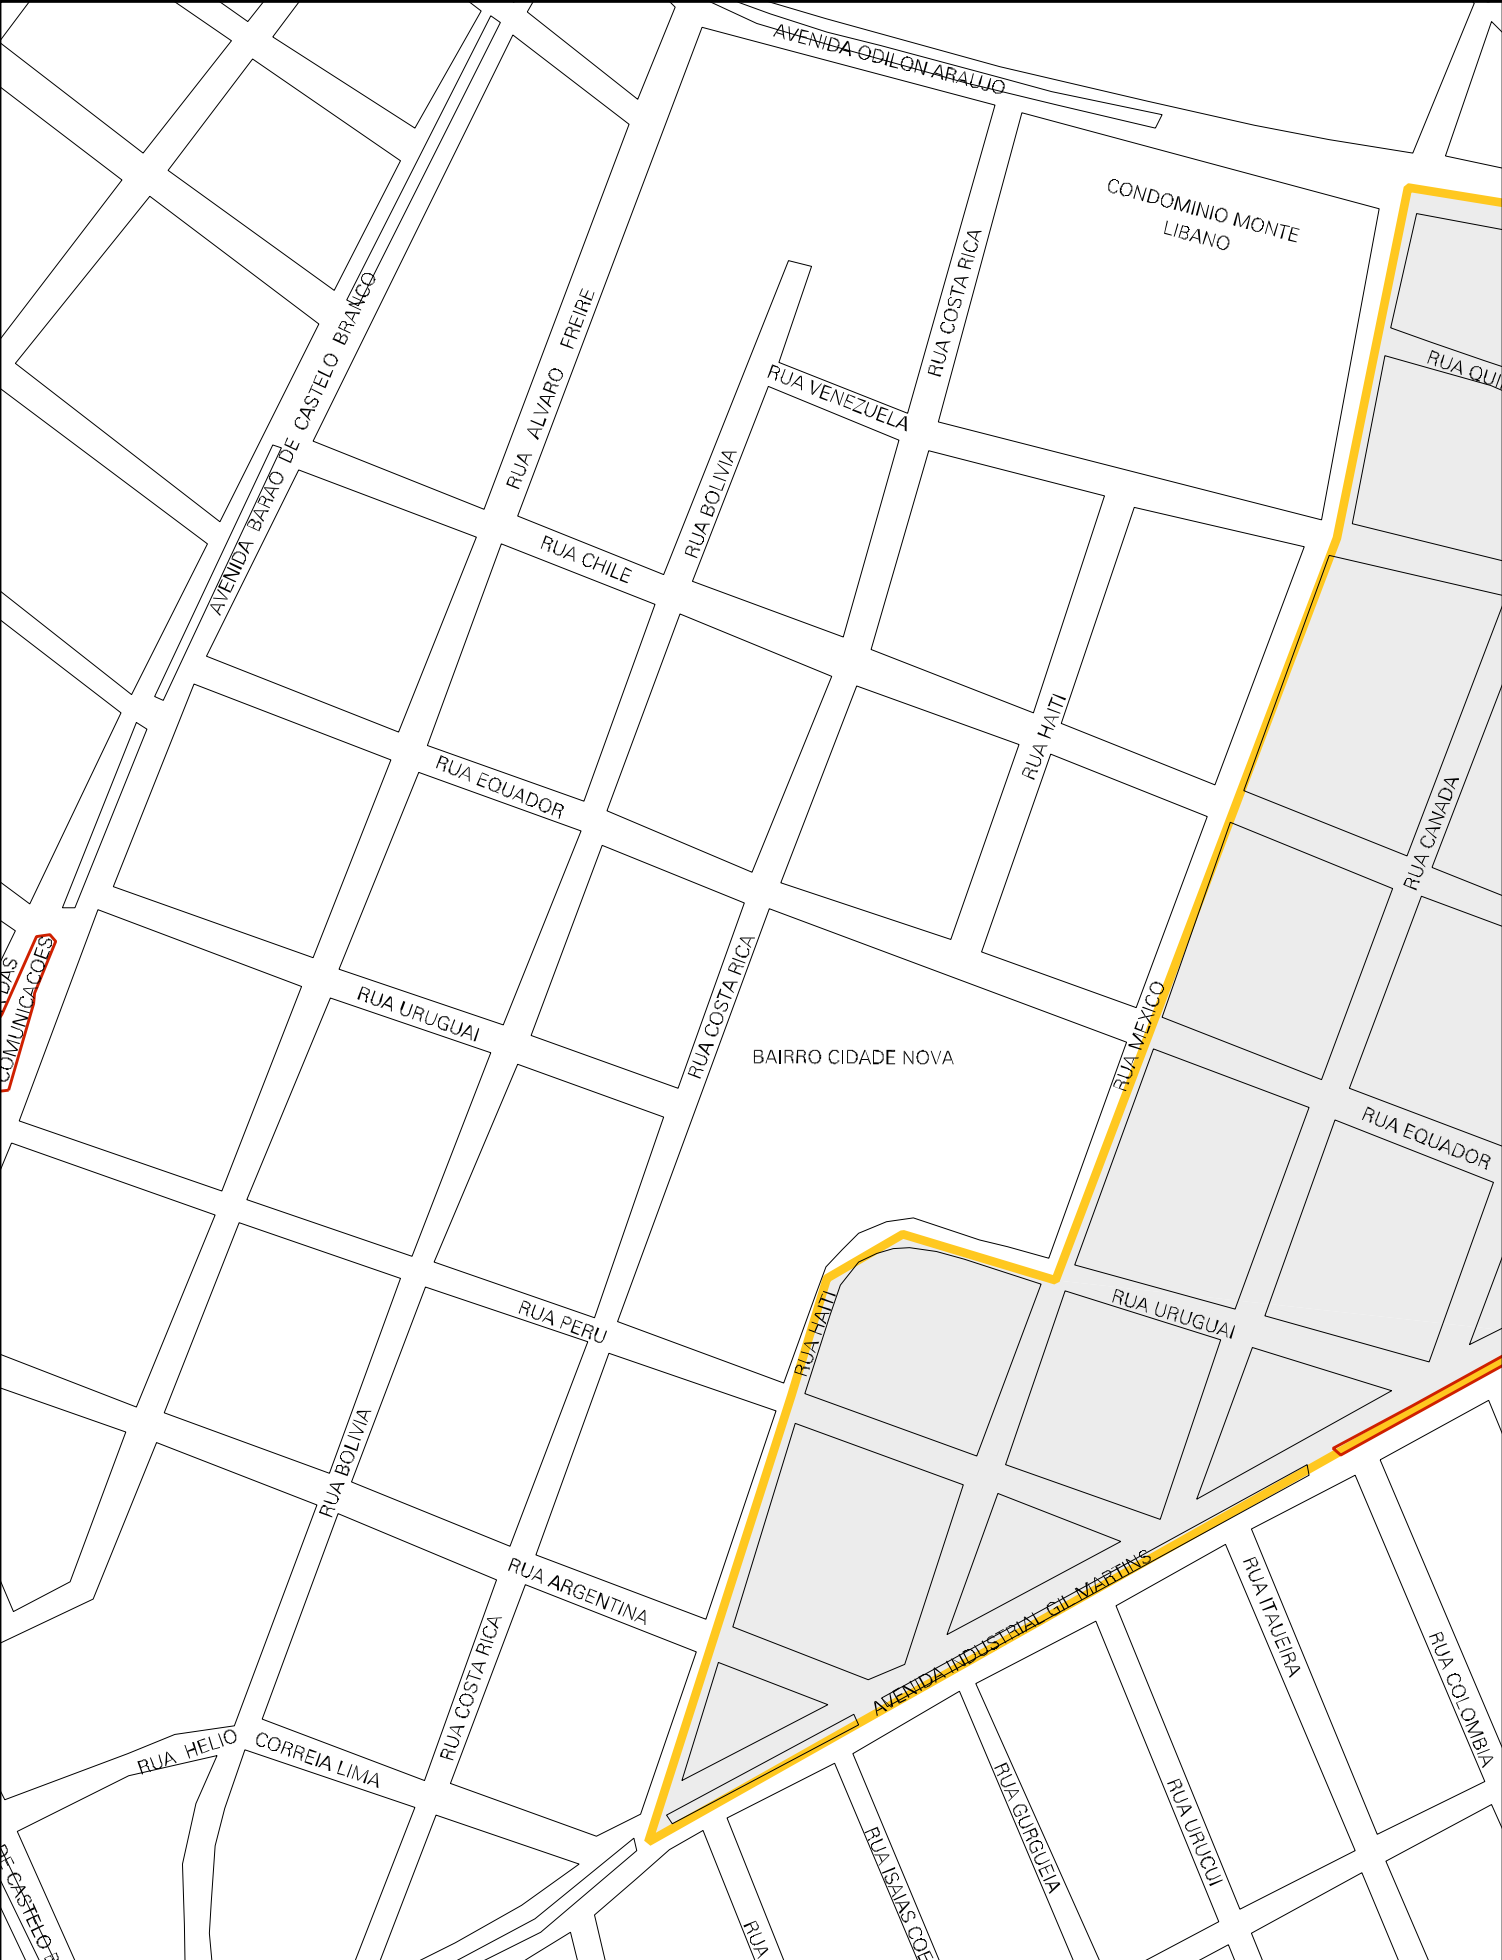 AVENIDA ODILON ARAUJO
CONDOMINIO MONTE
LIBANO
RUA COSTA RICA
AVENIDA BARAO DE CASTELO BRANCO
RUA ALVARO FREIRE
RUA VENEZUELA
RUA BOLIVIA
RUA CHILE
RUA HAITI
RUA EQUADOR
RUA CANADA
DAS
COMUNICACOES
RUA URUGUAI
RUA COSTA RICA
BAIRRO CIDADE NOVA
RUA MEXICO
RUA EQUADOR
RUA PERU
RUA HAITI
RUA URUGUAI
RUA BOLIVIA
RUA ARGENTINA
RUA COSTA RICA
AVENIDA INDUSTRIAL GIL MARTINS
RUA ITAUEIRA
RUA COLOMBIA
RUA HELIO CORREIA LIMA
RUA GURGUEIA
RUA URUCUI
RUA ISAIAS
DE CASTELO
RUA